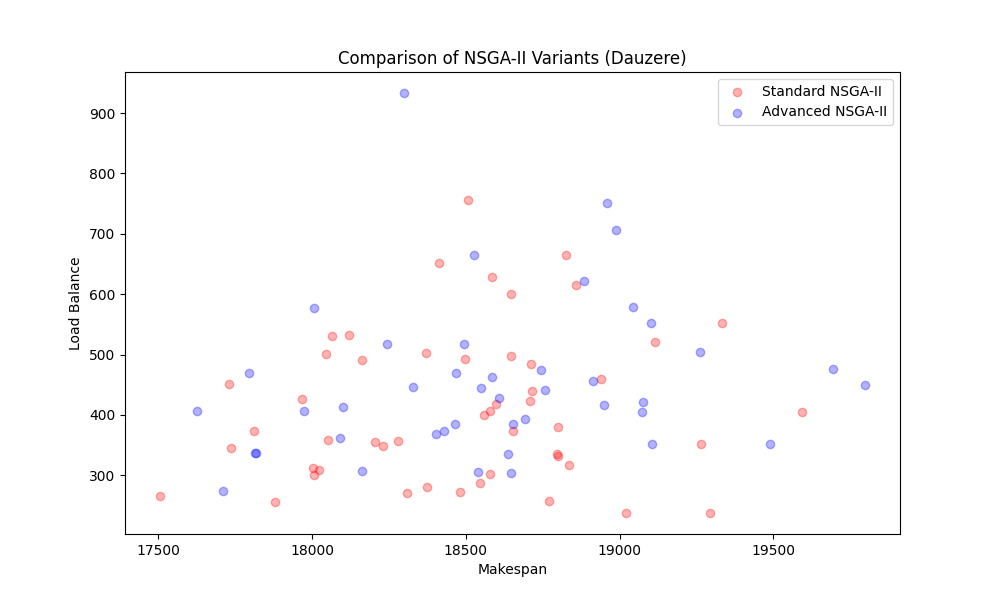 Comparison of NSGA-II Variants (Dauzere)
Standard NSGA-II
Advanced NSGA-II
Load Balance
900
800
700
600
500
400
300
17500 18000 18500 19000 19500
Makespan